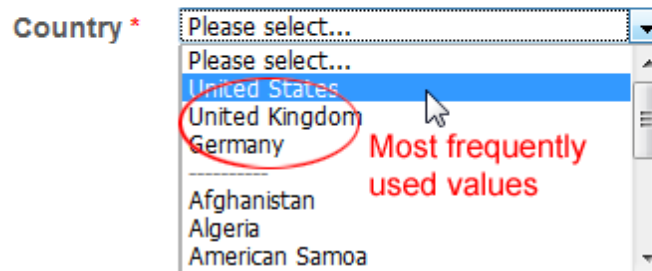 Country *
Please select...
Please select...
United States
United Kingdom
Germany
Most frequently
used values
----------
Afghanistan
Algeria
American Samoa